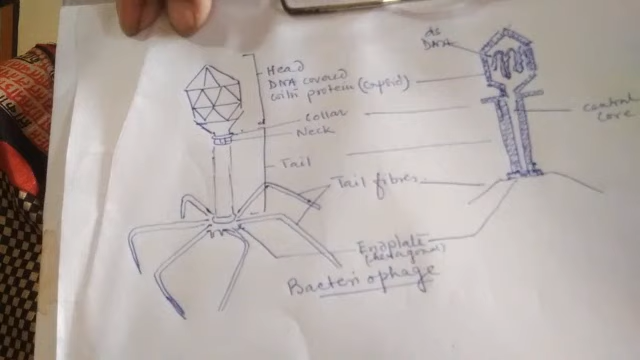 ds
DNA
Head
DNA covered
with protein (capsid)
Collar
Neck
central
core
Tail
Tail fibres
Endplate
(hexagonal)
Bacteriophage